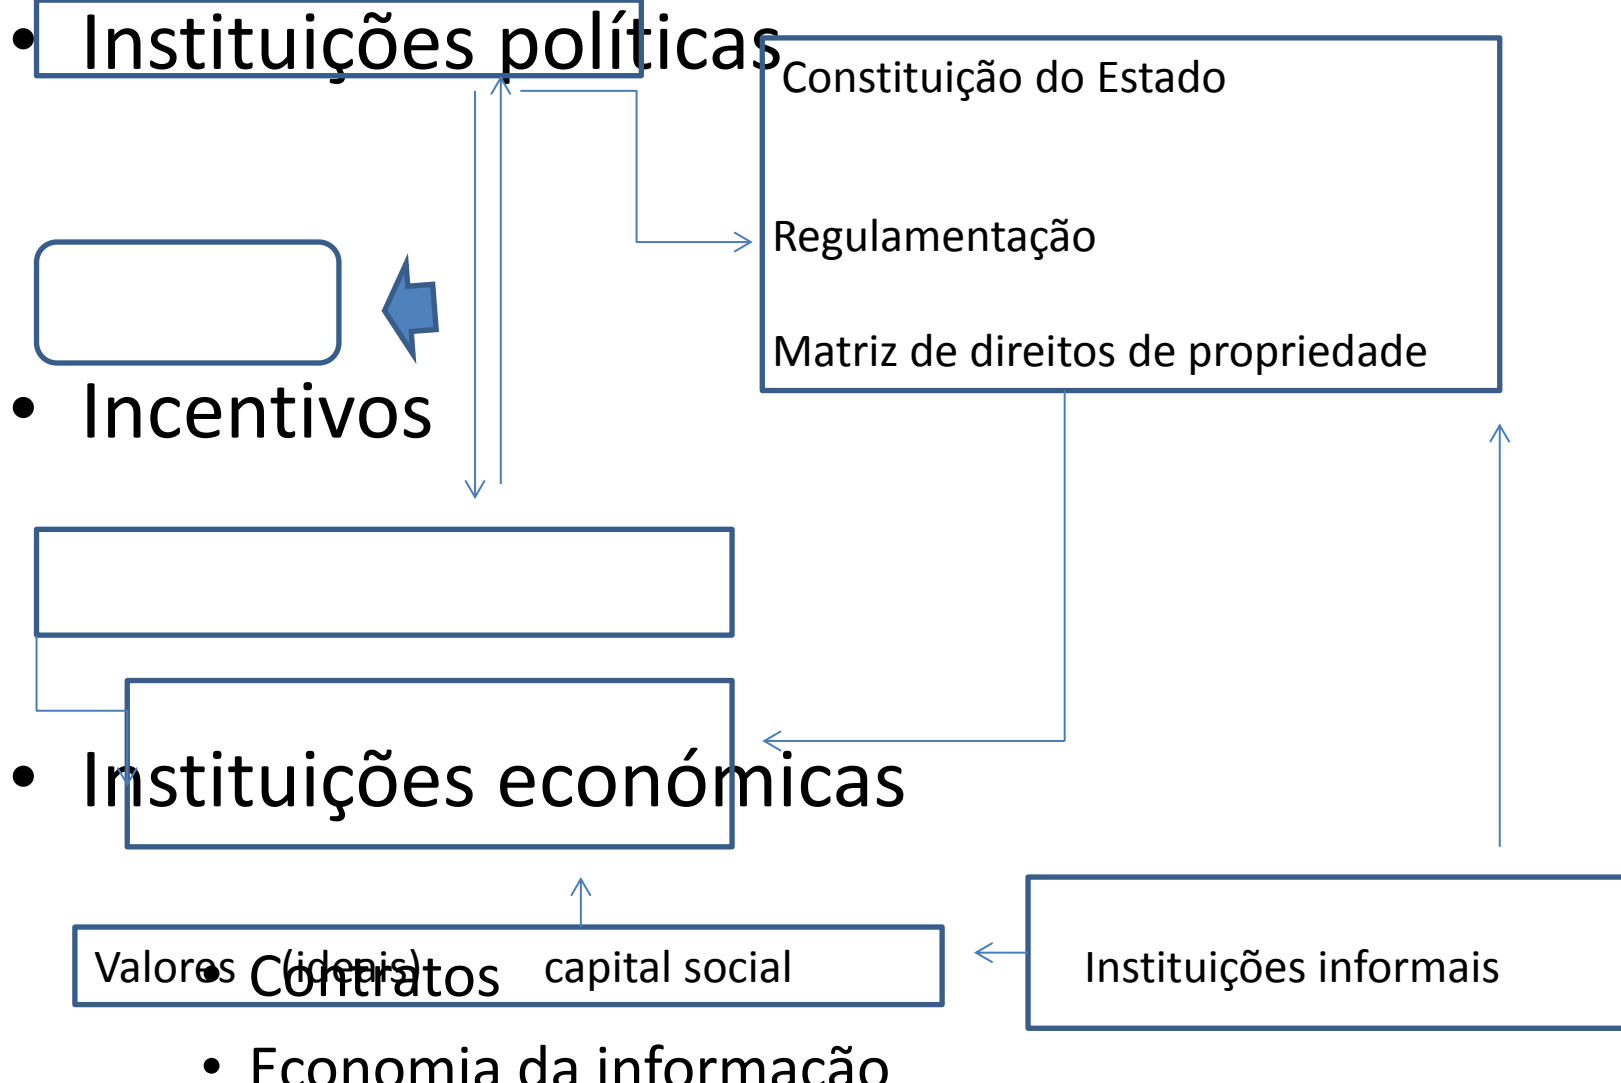 • Instituições políticas
Constituição do Estado
Regulamentação
Matriz de direitos de propriedade
• Incentivos
• Instituições económicas
Valores (ideais) capital social
• Contratos
Instituições informais
• Economia da informação